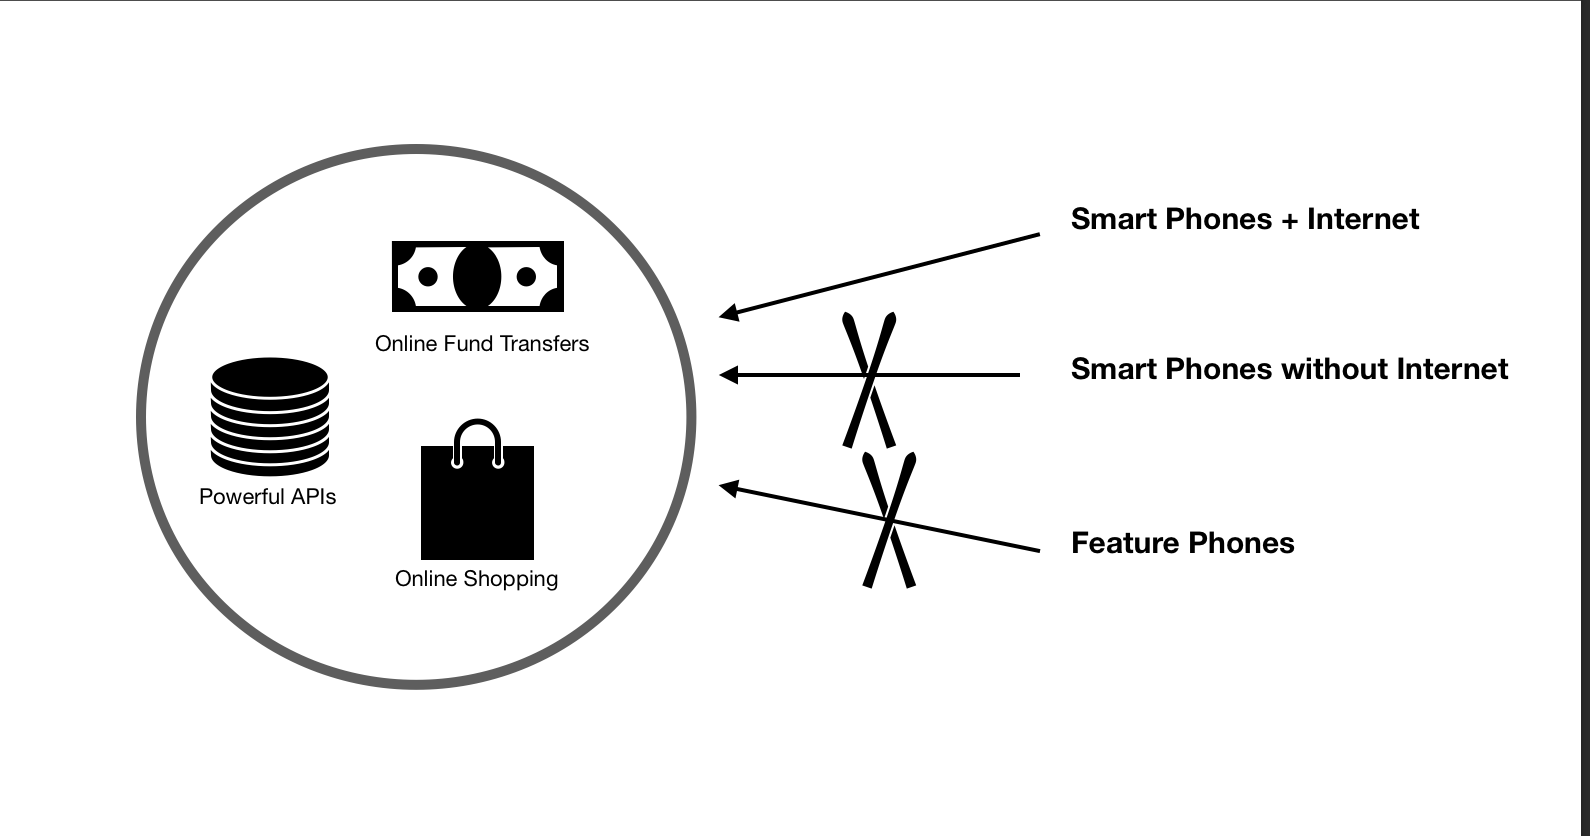 Online Fund Transfers
Powerful APIs
Online Shopping
Smart Phones + Internet
Smart Phones without Internet
Feature Phones